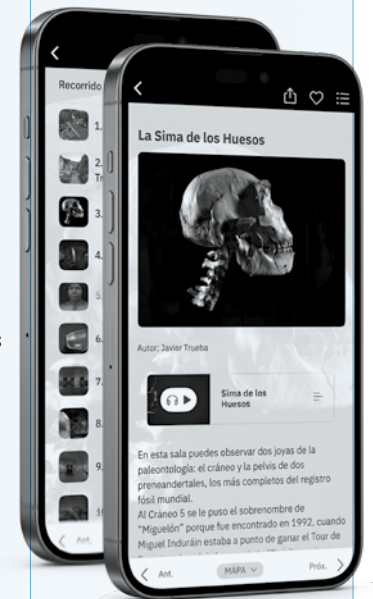 Recorrido
1.
2.
Tr
3.
4.
5.
6.
7.
8.
9.
Ant.
La Sima de los Huesos
Autor: Javier Trueba
Sima de los
Huesos
En esta sala puedes observar dos joyas de la
paleontología: el cráneo y la pelvis de dos
preneandertales, los más completos del registro
fósil mundial.
Al Cráneo 5 se le puso el sobrenombre de
"Miguelón" porque fue encontrado en 1992, cuando
Miguel Induráin estaba a punto de ganar el Tour de
Ant.
MAPA
Próx.
s